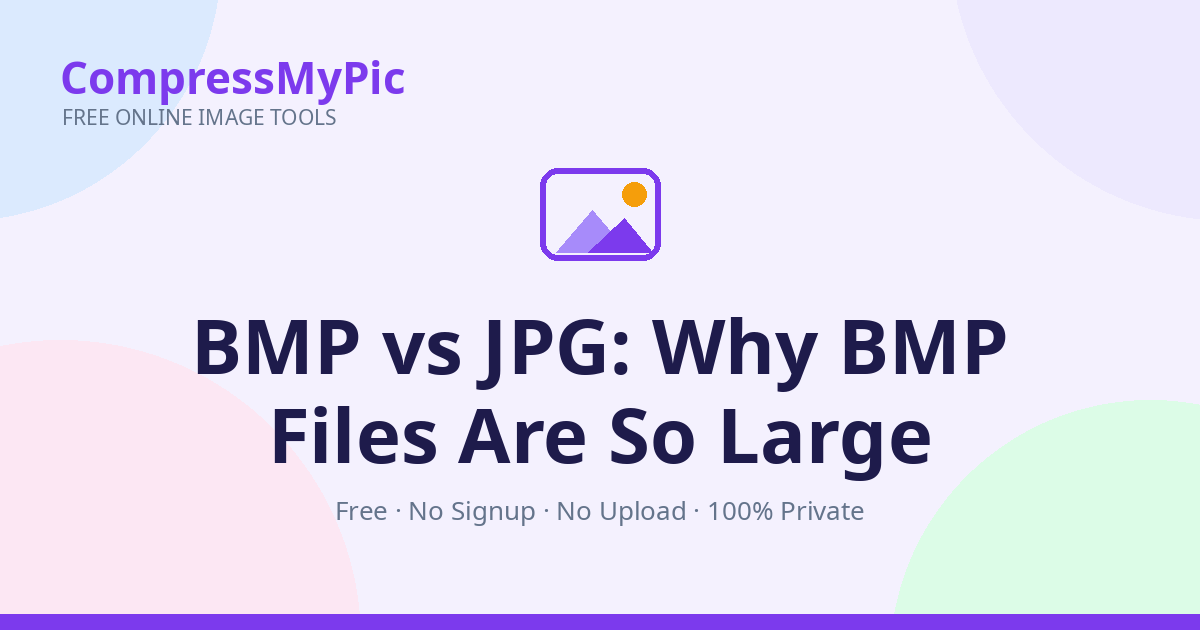 CompressMyPic
FREE ONLINE IMAGE TOOLS
BMP vs JPG: Why BMP
Files Are So Large
Free · No Signup · No Upload · 100% Private